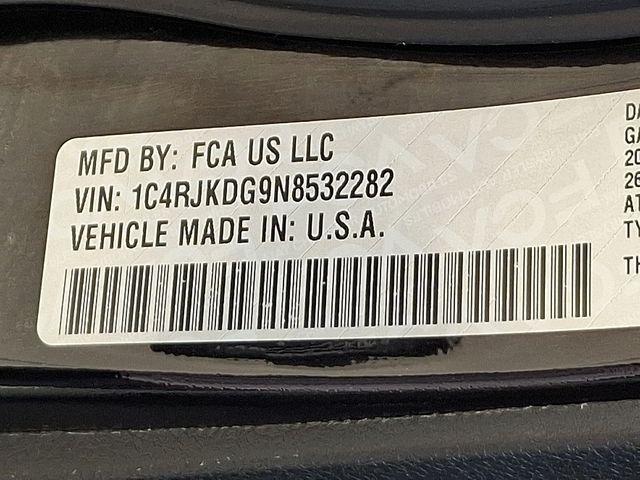 MFD BY: FCA US LLC
VIN: 1C4RJKDG9N8532282
VEHICLE MADE IN: U.S.A.